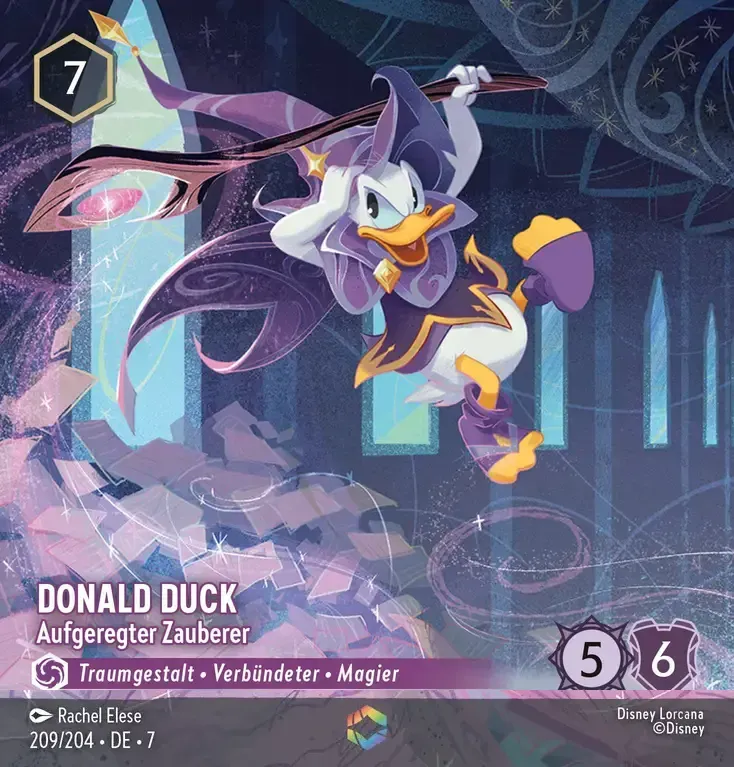 7
DONALD DUCK
Aufgeregter Zauberer
Traumgestalt • Verbündeter • Magier
5 6
Rachel Elese
209/204 • DE • 7
Disney Lorcana
©Disney